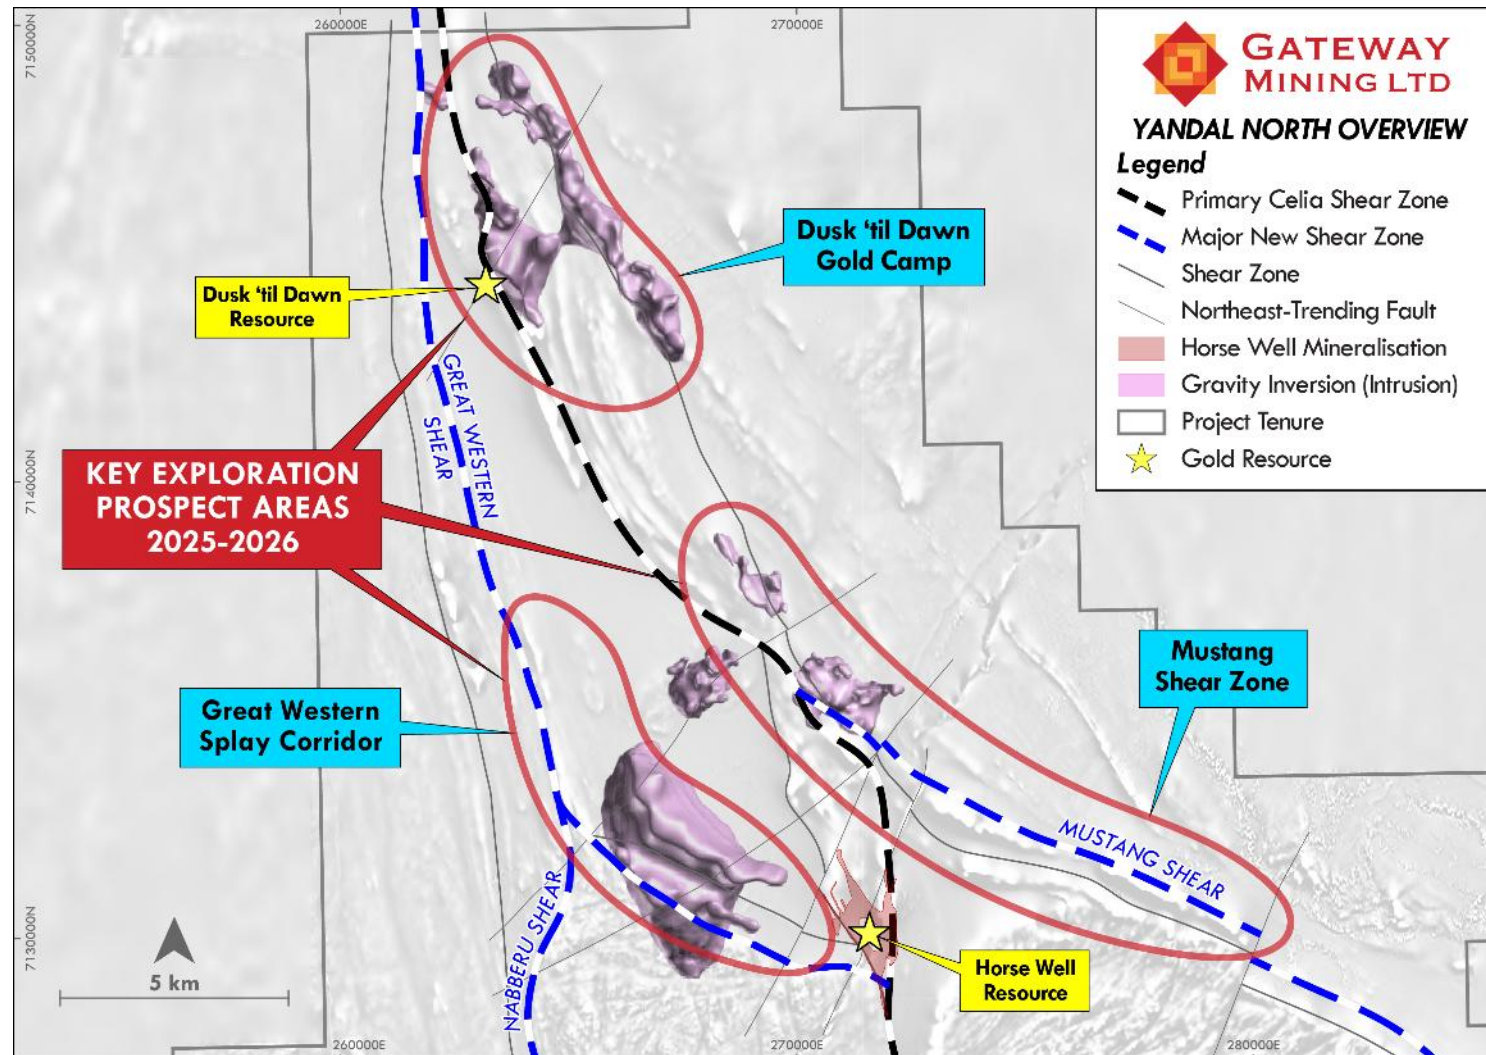 260000E
270000E
7150000N
GATEWAY
MINING LTD
YANDAL NORTH OVERVIEW
Legend
Primary Celia Shear Zone
Major New Shear Zone
Shear Zone
Northeast-Trending Fault
Horse Well Mineralisation
Gravity Inversion (Intrusion)
Project Tenure
Gold Resource
Dusk ‘til Dawn
Gold Camp
Dusk ‘til Dawn
Resource
GREAT WESTERN
SHEAR
KEY EXPLORATION
PROSPECT AREAS
2025-2026
7140000N
Mustang
Shear Zone
Great Western
Splay Corridor
MUSTANG SHEAR
NABBERU SHEAR
7130000N
5 km
Horse Well
Resource
260000E
270000E
280000E